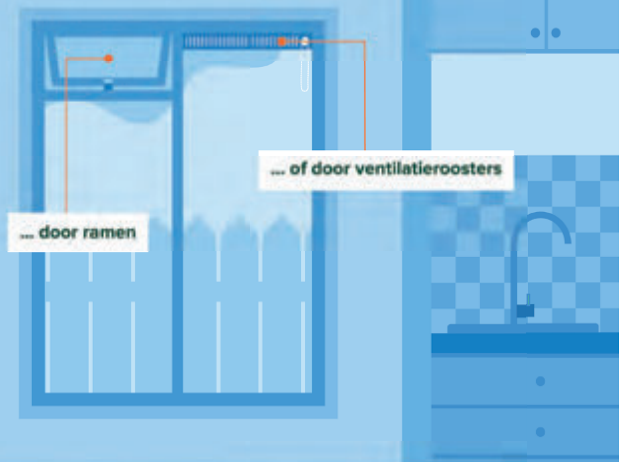 ... door ramen
... of door ventilatieroosters